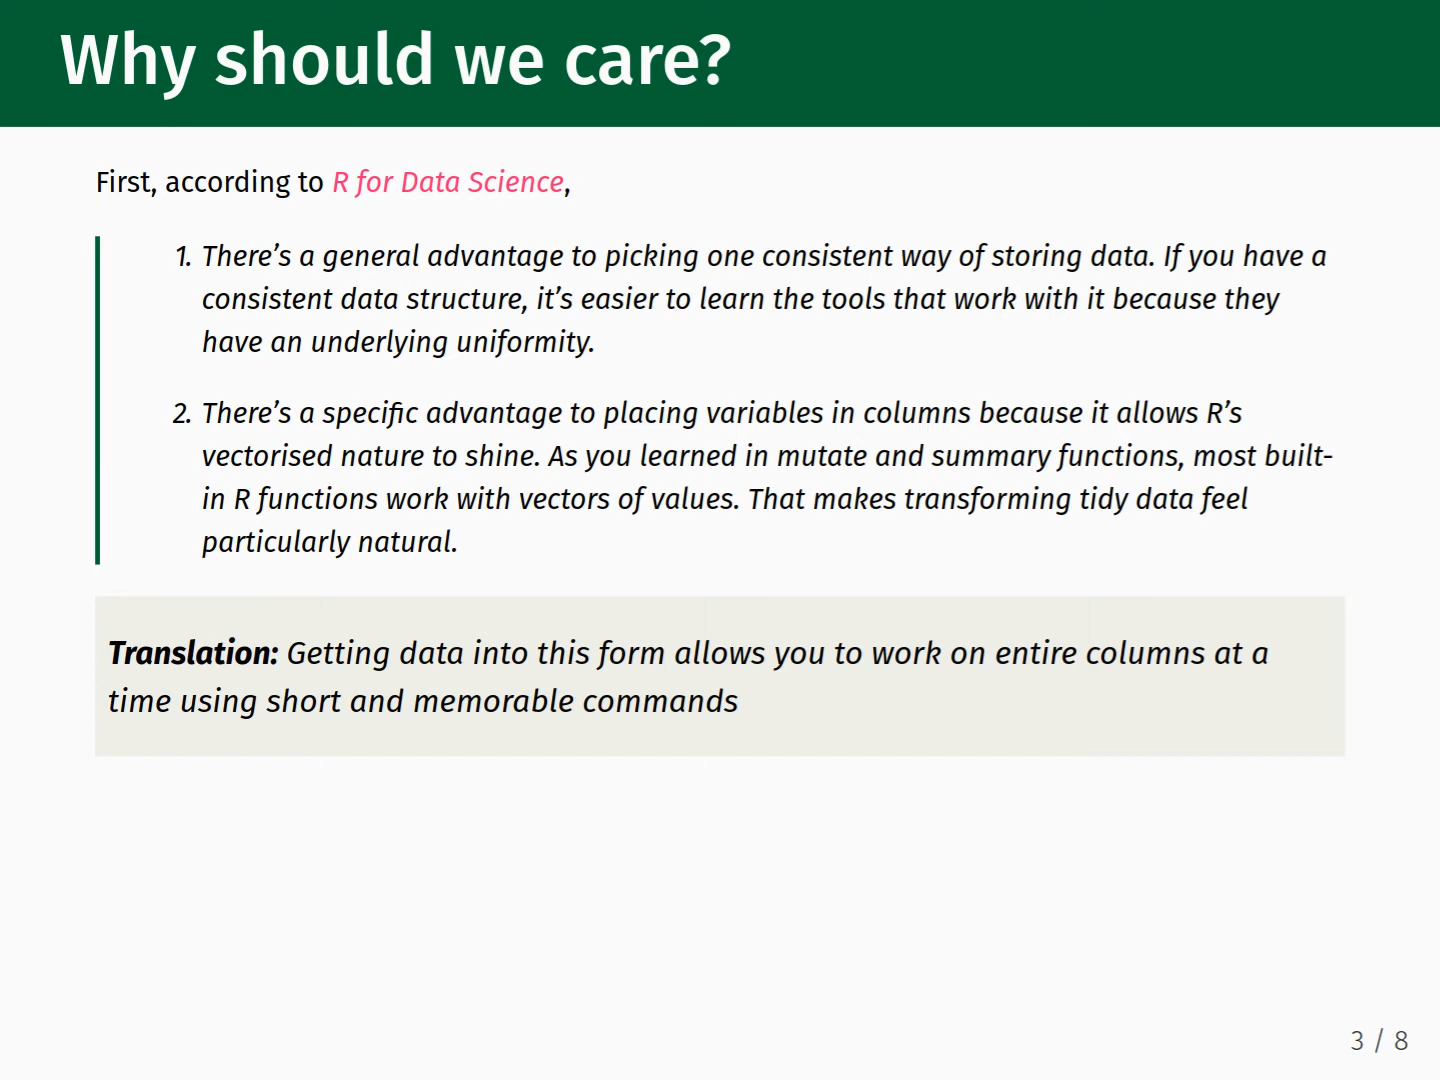 Why should we care?
First, according to R for Data Science,
1. There’s a general advantage to picking one consistent way of storing data. If you have a
consistent data structure, it’s easier to learn the tools that work with it because they
have an underlying uniformity.
2. There’s a specific advantage to placing variables in columns because it allows R’s
vectorised nature to shine. As you learned in mutate and summary functions, most built-
in R functions work with vectors of values. That makes transforming tidy data feel
particularly natural.
Translation: Getting data into this form allows you to work on entire columns at a
time using short and memorable commands
3 / 8